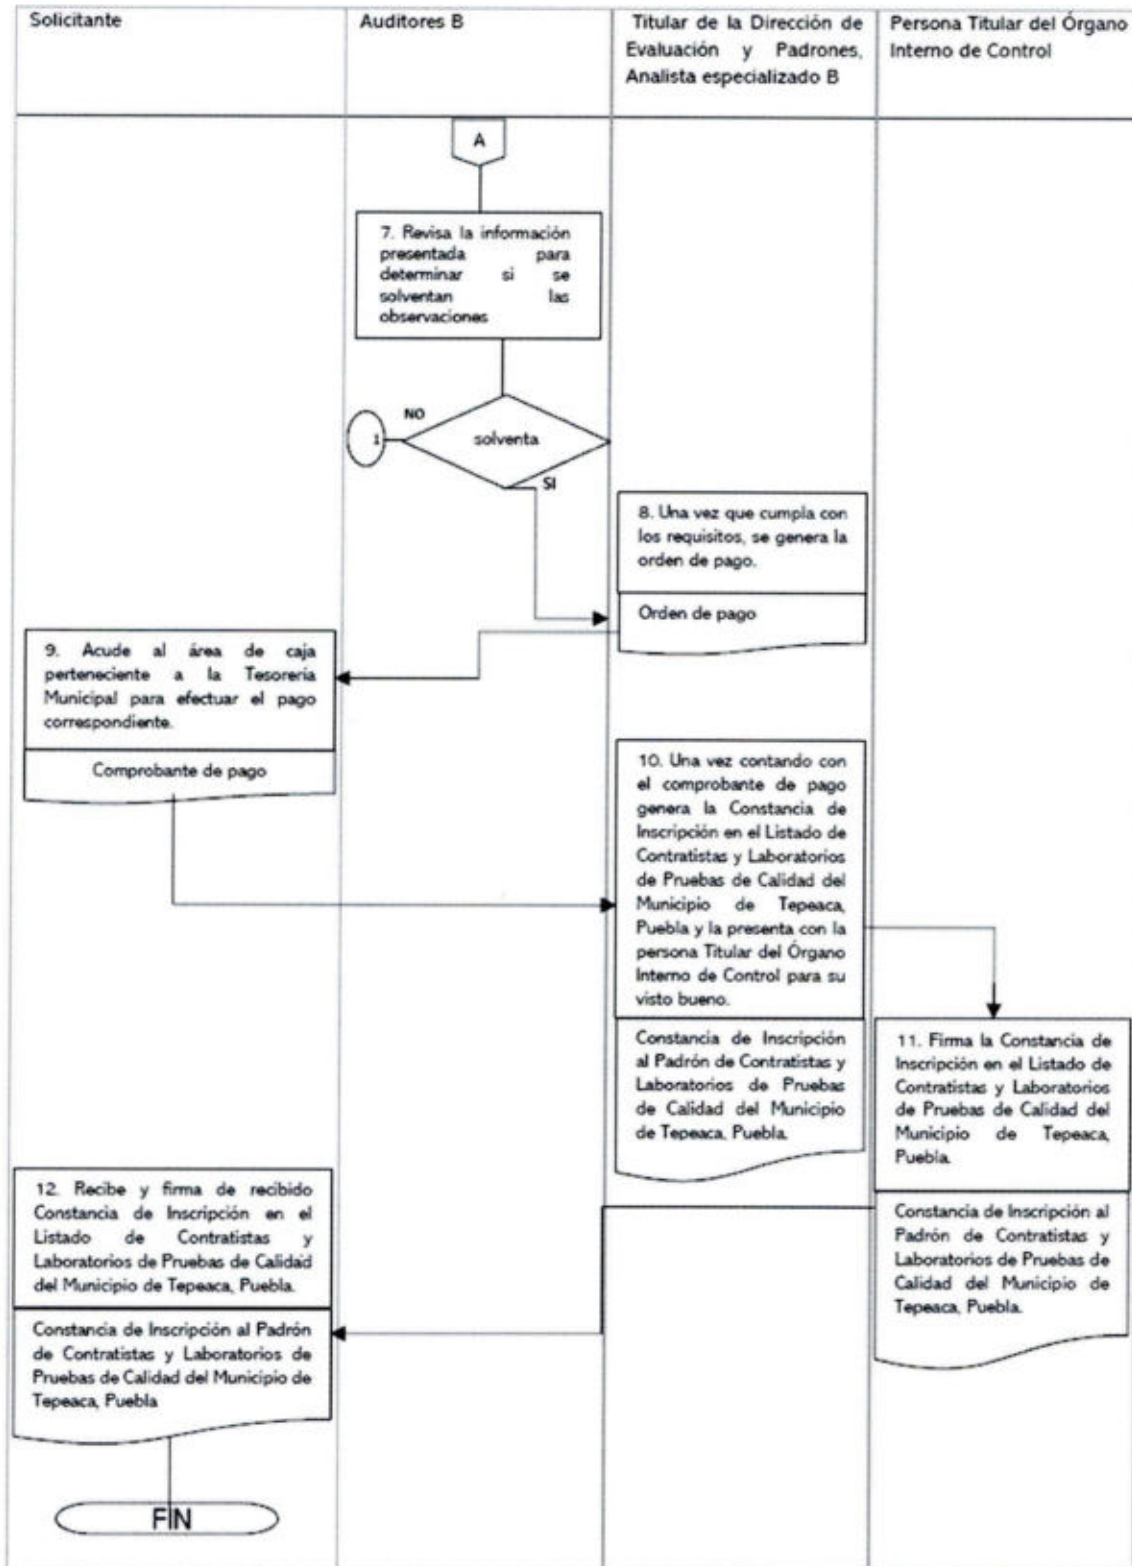 Solicitante
Auditores B
Titular de la Dirección de
Evaluación y Padrones,
Analista especializado B
Persona Titular del Órgano
Interno de Control
A
7. Revisa la información
presentada para
determinar si se
solventan las
observaciones
NO
1
solventa
SI
8. Una vez que cumpla con
los requisitos, se genera la
orden de pago.
Orden de pago
9. Acude al área de caja
perteneciente a la Tesorería
Municipal para efectuar el pago
correspondiente.
Comprobante de pago
10. Una vez contando con
el comprobante de pago
genera la Constancia de
Inscripción en el Listado de
Contratistas y Laboratorios
de Pruebas de Calidad del
Municipio de Tepeaca,
Puebla y la presenta con la
persona Titular del Órgano
Interno de Control para su
visto bueno.
Constancia de Inscripción
al Padrón de Contratistas y
Laboratorios de Pruebas
de Calidad del Municipio
de Tepeaca, Puebla.
11. Firma la Constancia de
Inscripción en el Listado de
Contratistas y Laboratorios
de Pruebas de Calidad del
Municipio de Tepeaca,
Puebla.
Constancia de Inscripción al
Padrón de Contratistas y
Laboratorios de Pruebas de
Calidad del Municipio de
Tepeaca, Puebla.
12. Recibe y firma de recibido
Constancia de Inscripción en el
Listado de Contratistas y
Laboratorios de Pruebas de Calidad
del Municipio de Tepeaca, Puebla.
Constancia de Inscripción al Padrón
de Contratistas y Laboratorios de
Pruebas de Calidad del Municipio de
Tepeaca, Puebla
FIN